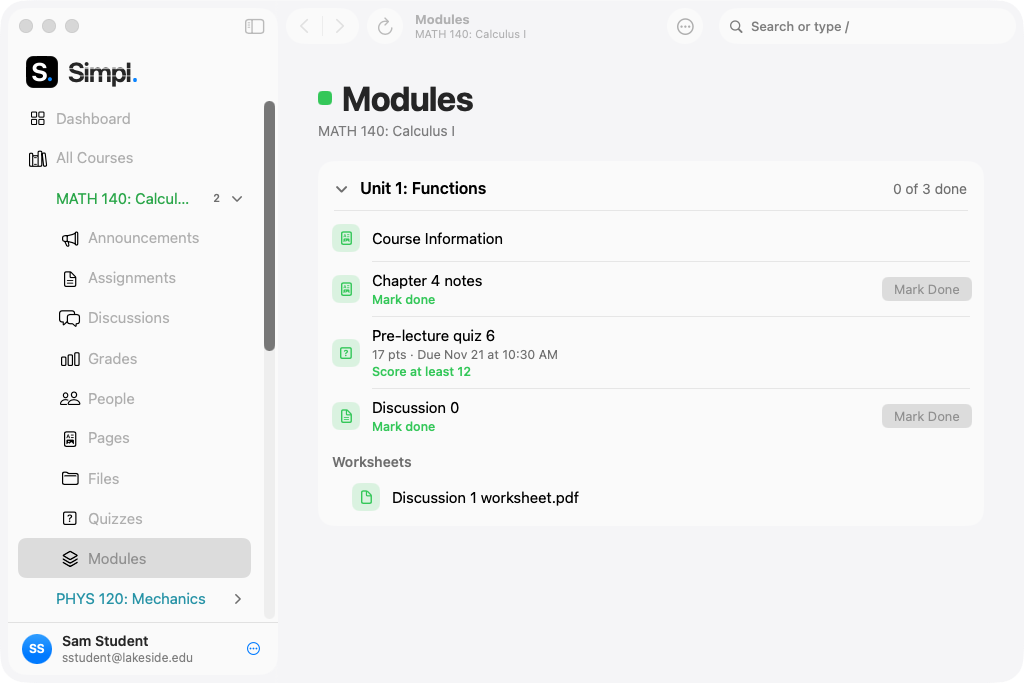 Modules
MATH 140: Calculus I
Search or type /
S.
Simpl.
Dashboard
All Courses
MATH 140: Calcul... 2
Announcements
Assignments
Discussions
Grades
People
Pages
Files
Quizzes
Modules
PHYS 120: Mechanics
SS
Sam Student
sstudent@lakeside.edu
Modules
MATH 140: Calculus I
Unit 1: Functions
0 of 3 done
Course Information
Chapter 4 notes
Mark done
Mark Done
Pre-lecture quiz 6
17 pts · Due Nov 21 at 10:30 AM
Score at least 12
Discussion 0
Mark done
Mark Done
Worksheets
Discussion 1 worksheet.pdf